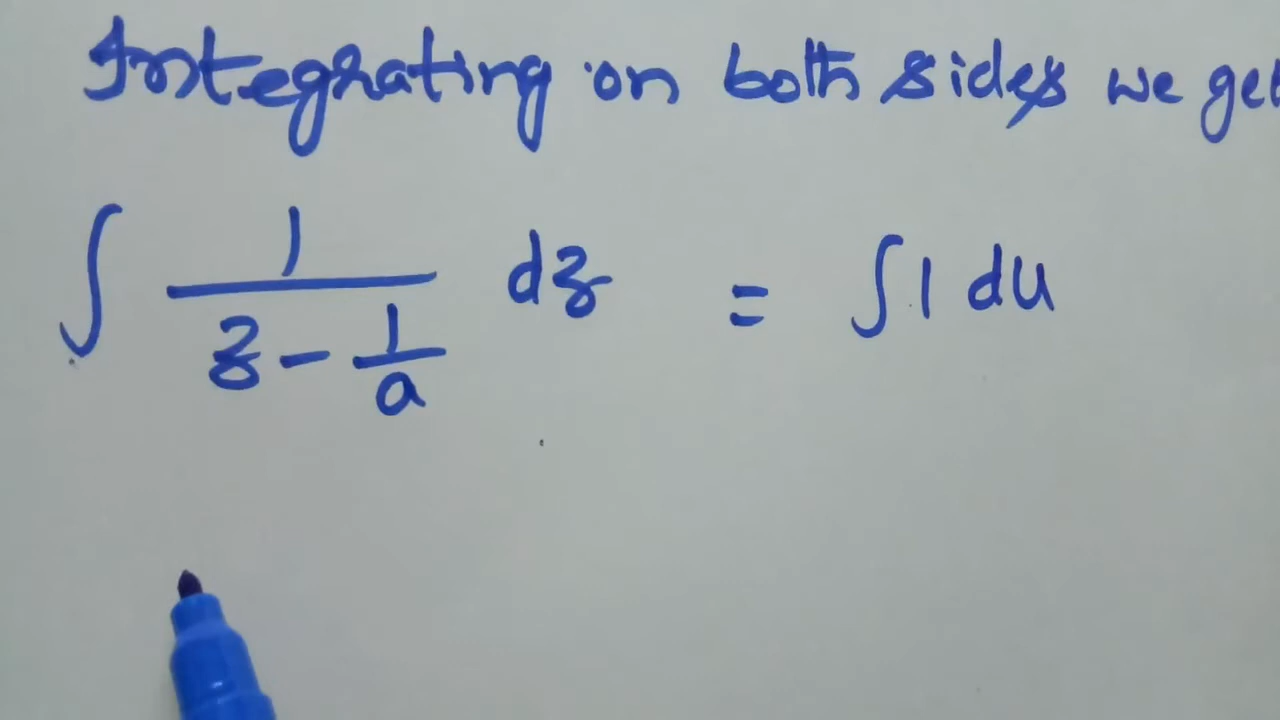 Integrating on both sides we get
∫ 1/(z - 1/a) dz = ∫ 1 du